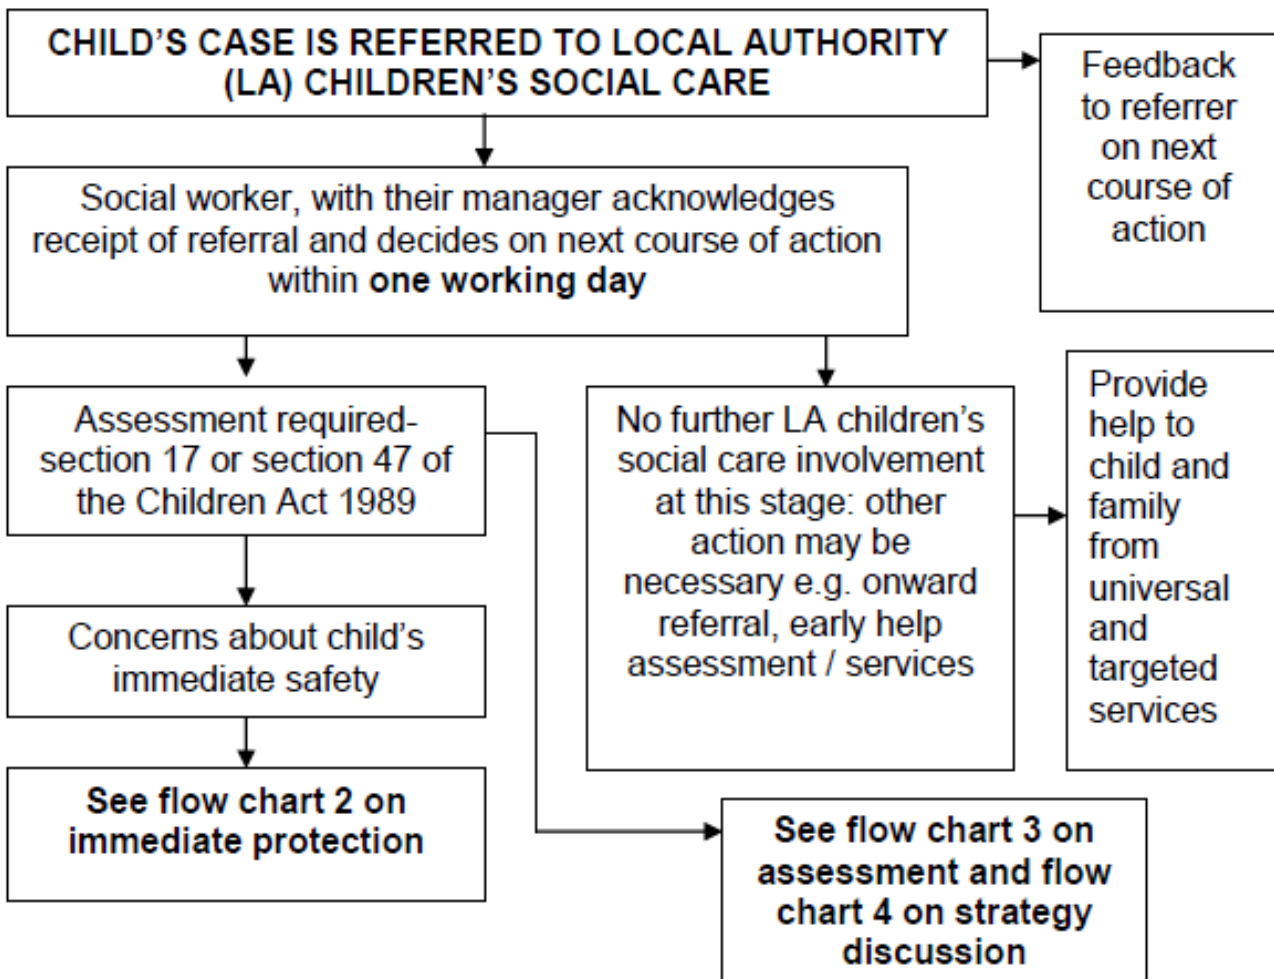 CHILD’S CASE IS REFERRED TO LOCAL AUTHORITY
(LA) CHILDREN’S SOCIAL CARE
Feedback
to referrer
on next
course of
action
Social worker, with their manager acknowledges
receipt of referral and decides on next course of action
within one working day
Assessment required-
section 17 or section 47 of
the Children Act 1989
No further LA children’s
social care involvement
at this stage: other
action may be
necessary e.g. onward
referral, early help
assessment / services
Provide
help to
child and
family
from
universal
and
targeted
services
Concerns about child’s
immediate safety
See flow chart 2 on
immediate protection
See flow chart 3 on
assessment and flow
chart 4 on strategy
discussion